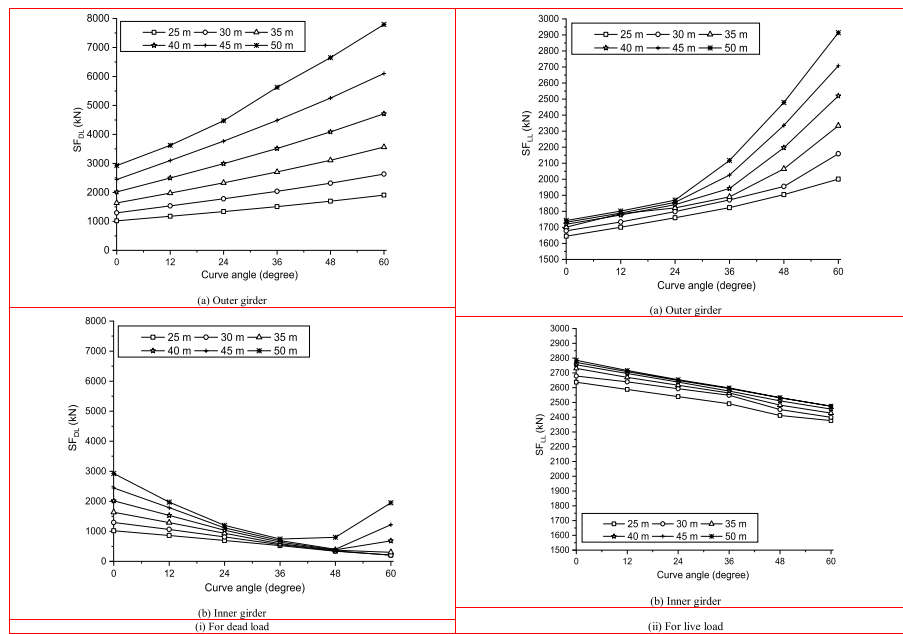 8000
7000
6000
5000
4000
3000
2000
1000
0
SF_DL (kN)
25 m 30 m 35 m
40 m 45 m 50 m
0 12 24 36 48 60
Curve angle (degree)
(a) Outer girder
3000
2900
2800
2700
2600
2500
2400
2300
2200
2100
2000
1900
1800
1700
1600
1500
SF_LL (kN)
25 m 30 m 35 m
40 m 45 m 50 m
0 12 24 36 48 60
Curve angle (degree)
(a) Outer girder
8000
7000
6000
5000
4000
3000
2000
1000
0
SF_DL (kN)
25 m 30 m 35 m
40 m 45 m 50 m
0 12 24 36 48 60
Curve angle (degree)
(b) Inner girder
(i) For dead load
3000
2900
2800
2700
2600
2500
2400
2300
2200
2100
2000
1900
1800
1700
1600
1500
SF_LL (kN)
25 m 30 m 35 m
40 m 45 m 50 m
0 12 24 36 48 60
Curve angle (degree)
(b) Inner girder
(ii) For live load